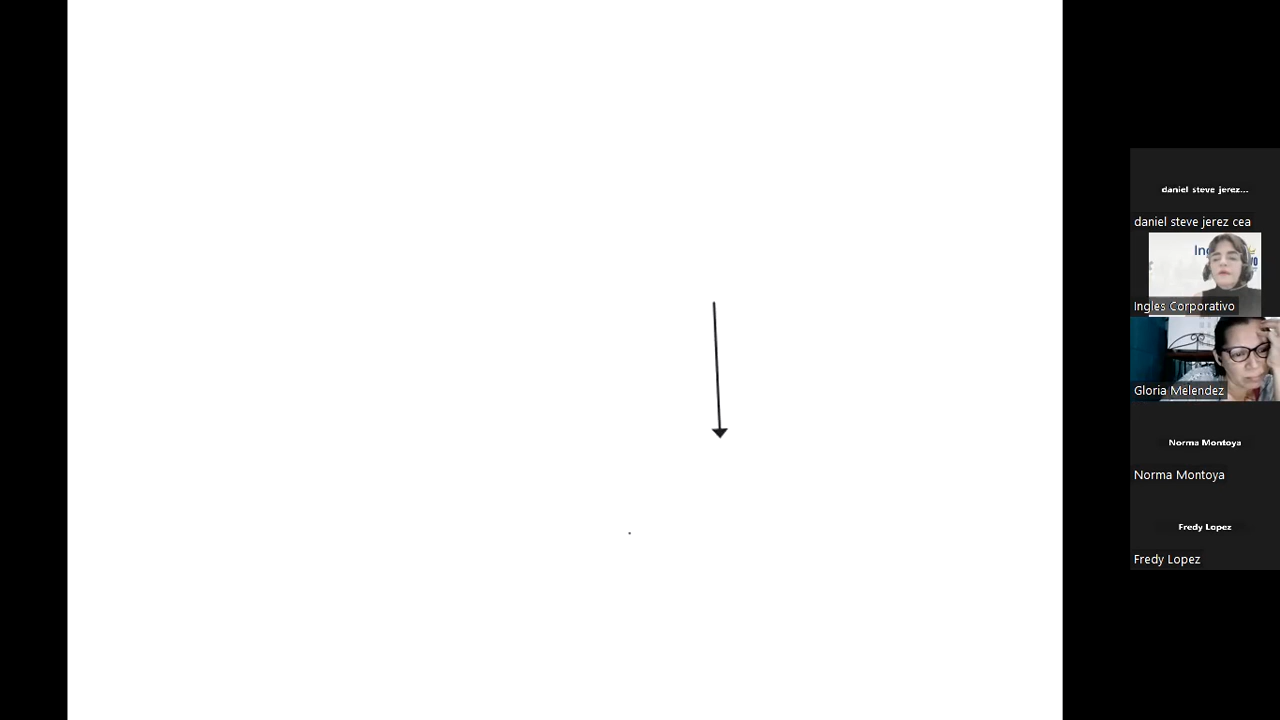 daniel steve jerez...
daniel steve jerez cea
Ingles Corporativo
Gloria Melendez
Norma Montoya
Norma Montoya
Fredy Lopez
Fredy Lopez